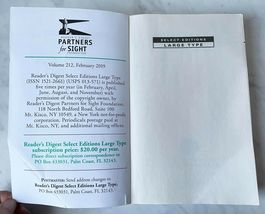 PARTNERS
for SIGHT
Volume 212, February 2019
Reader's Digest Select Editions Large Type
(ISSN 1521-2661) (USPS 013-571) is published
five times per year (in February, April,
June, August, and November) with
permission of the copyright owner, by
Reader's Digest Partners for Sight Foundation,
118 North Bedford Road, Suite 100
Mt. Kisco, NY 10549, a New York not-for-
profit corporation. Periodicals postage paid at
Mt. Kisco, NY, and additional mailing offices.
Reader's Digest Select Editions Large Type
subscription price: $20.00 per year.
Please direct subscription correspondence to
PO Box 433031, Palm Coast, FL 32143.
POSTMASTER: Send address changes to
Reader's Digest Select Editions Large Type,
PO Box 433031, Palm Coast, FL 32143.
SELECT EDITIONS
LARGE TYPE